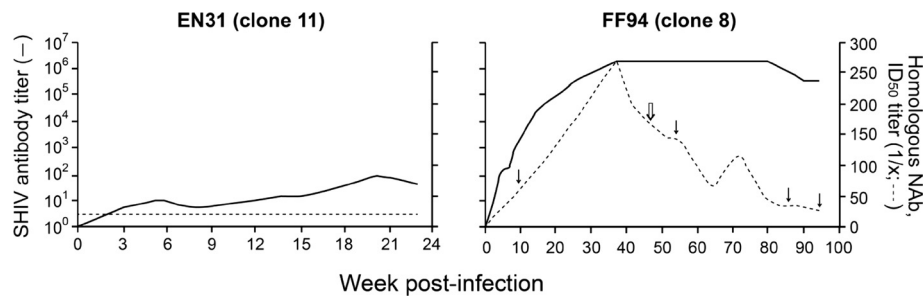 EN31 (clone 11)
FF94 (clone 8)
SHIV antibody titer (—)
10⁷
10⁶
10⁵
10⁴
10³
10²
10¹
10⁰
0 3 6 9 12 14 18 21 24
300
250
200
150
100
50
0
Homologous NAb,
ID₅₀ titer (1/x; ---)
0 10 20 30 40 50 60 70 80 90 100
Week post-infection